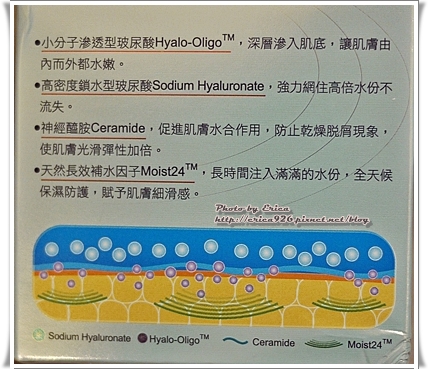 ●小分子滲透型玻尿酸Hyalo-Oligo™，深層滲入肌底，讓肌膚由
內而外都水嫩。
●高密度鎖水型玻尿酸Sodium Hyaluronate，強力網住高倍水份不
流失。
●神經醯胺Ceramide，促進肌膚水合作用，防止乾燥脫屑現象，
使肌膚光滑彈性加倍。
●天然長效補水因子Moist24™，長時間注入滿滿的水份，全天候
保濕防護，賦予肌膚細滑感。
Photo by Erica
http://erica926.pixnet.net/blog
Sodium Hyaluronate Hyalo-Oligo™ Ceramide Moist24™